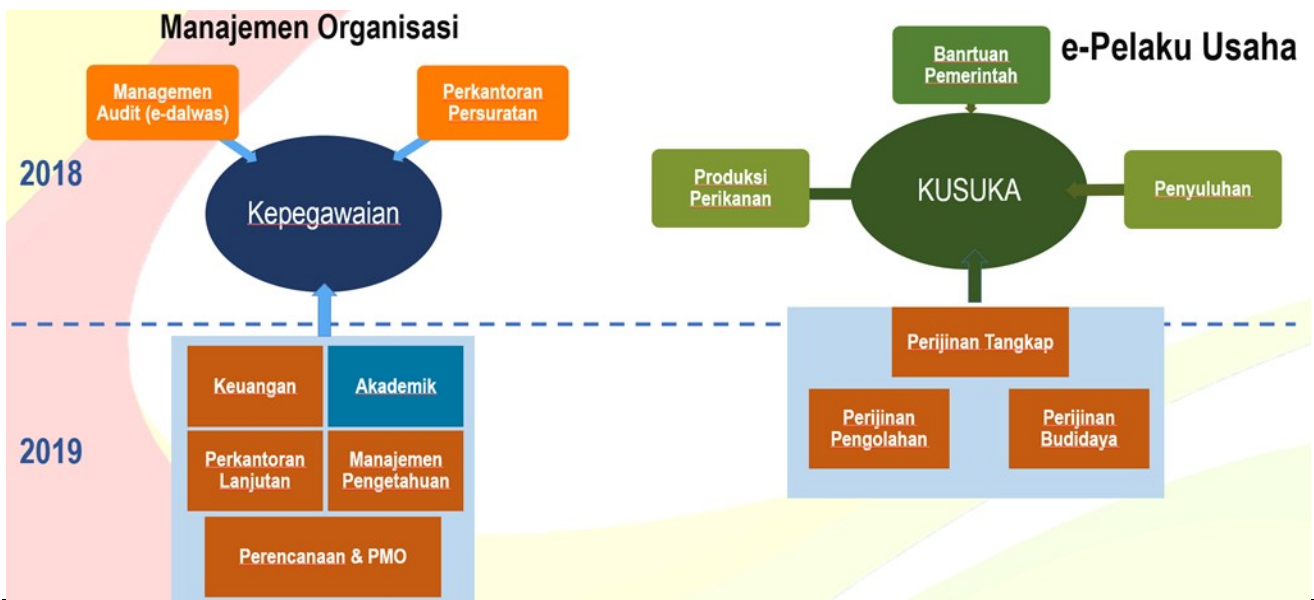 Manajemen Organisasi
Managemen
Audit (e-dalwas)
Perkantoran
Persuratan
2018
Kepegawaian
e-Pelaku Usaha
Banrtuan
Pemerintah
Produksi
Perikanan
KUSUKA
Penyuluhan
2019
Keuangan
Akademik
Perkantoran
Lanjutan
Manajemen
Pengetahuan
Perencanaan & PMO
Perijinan Tangkap
Perijinan
Pengolahan
Perijinan
Budidaya